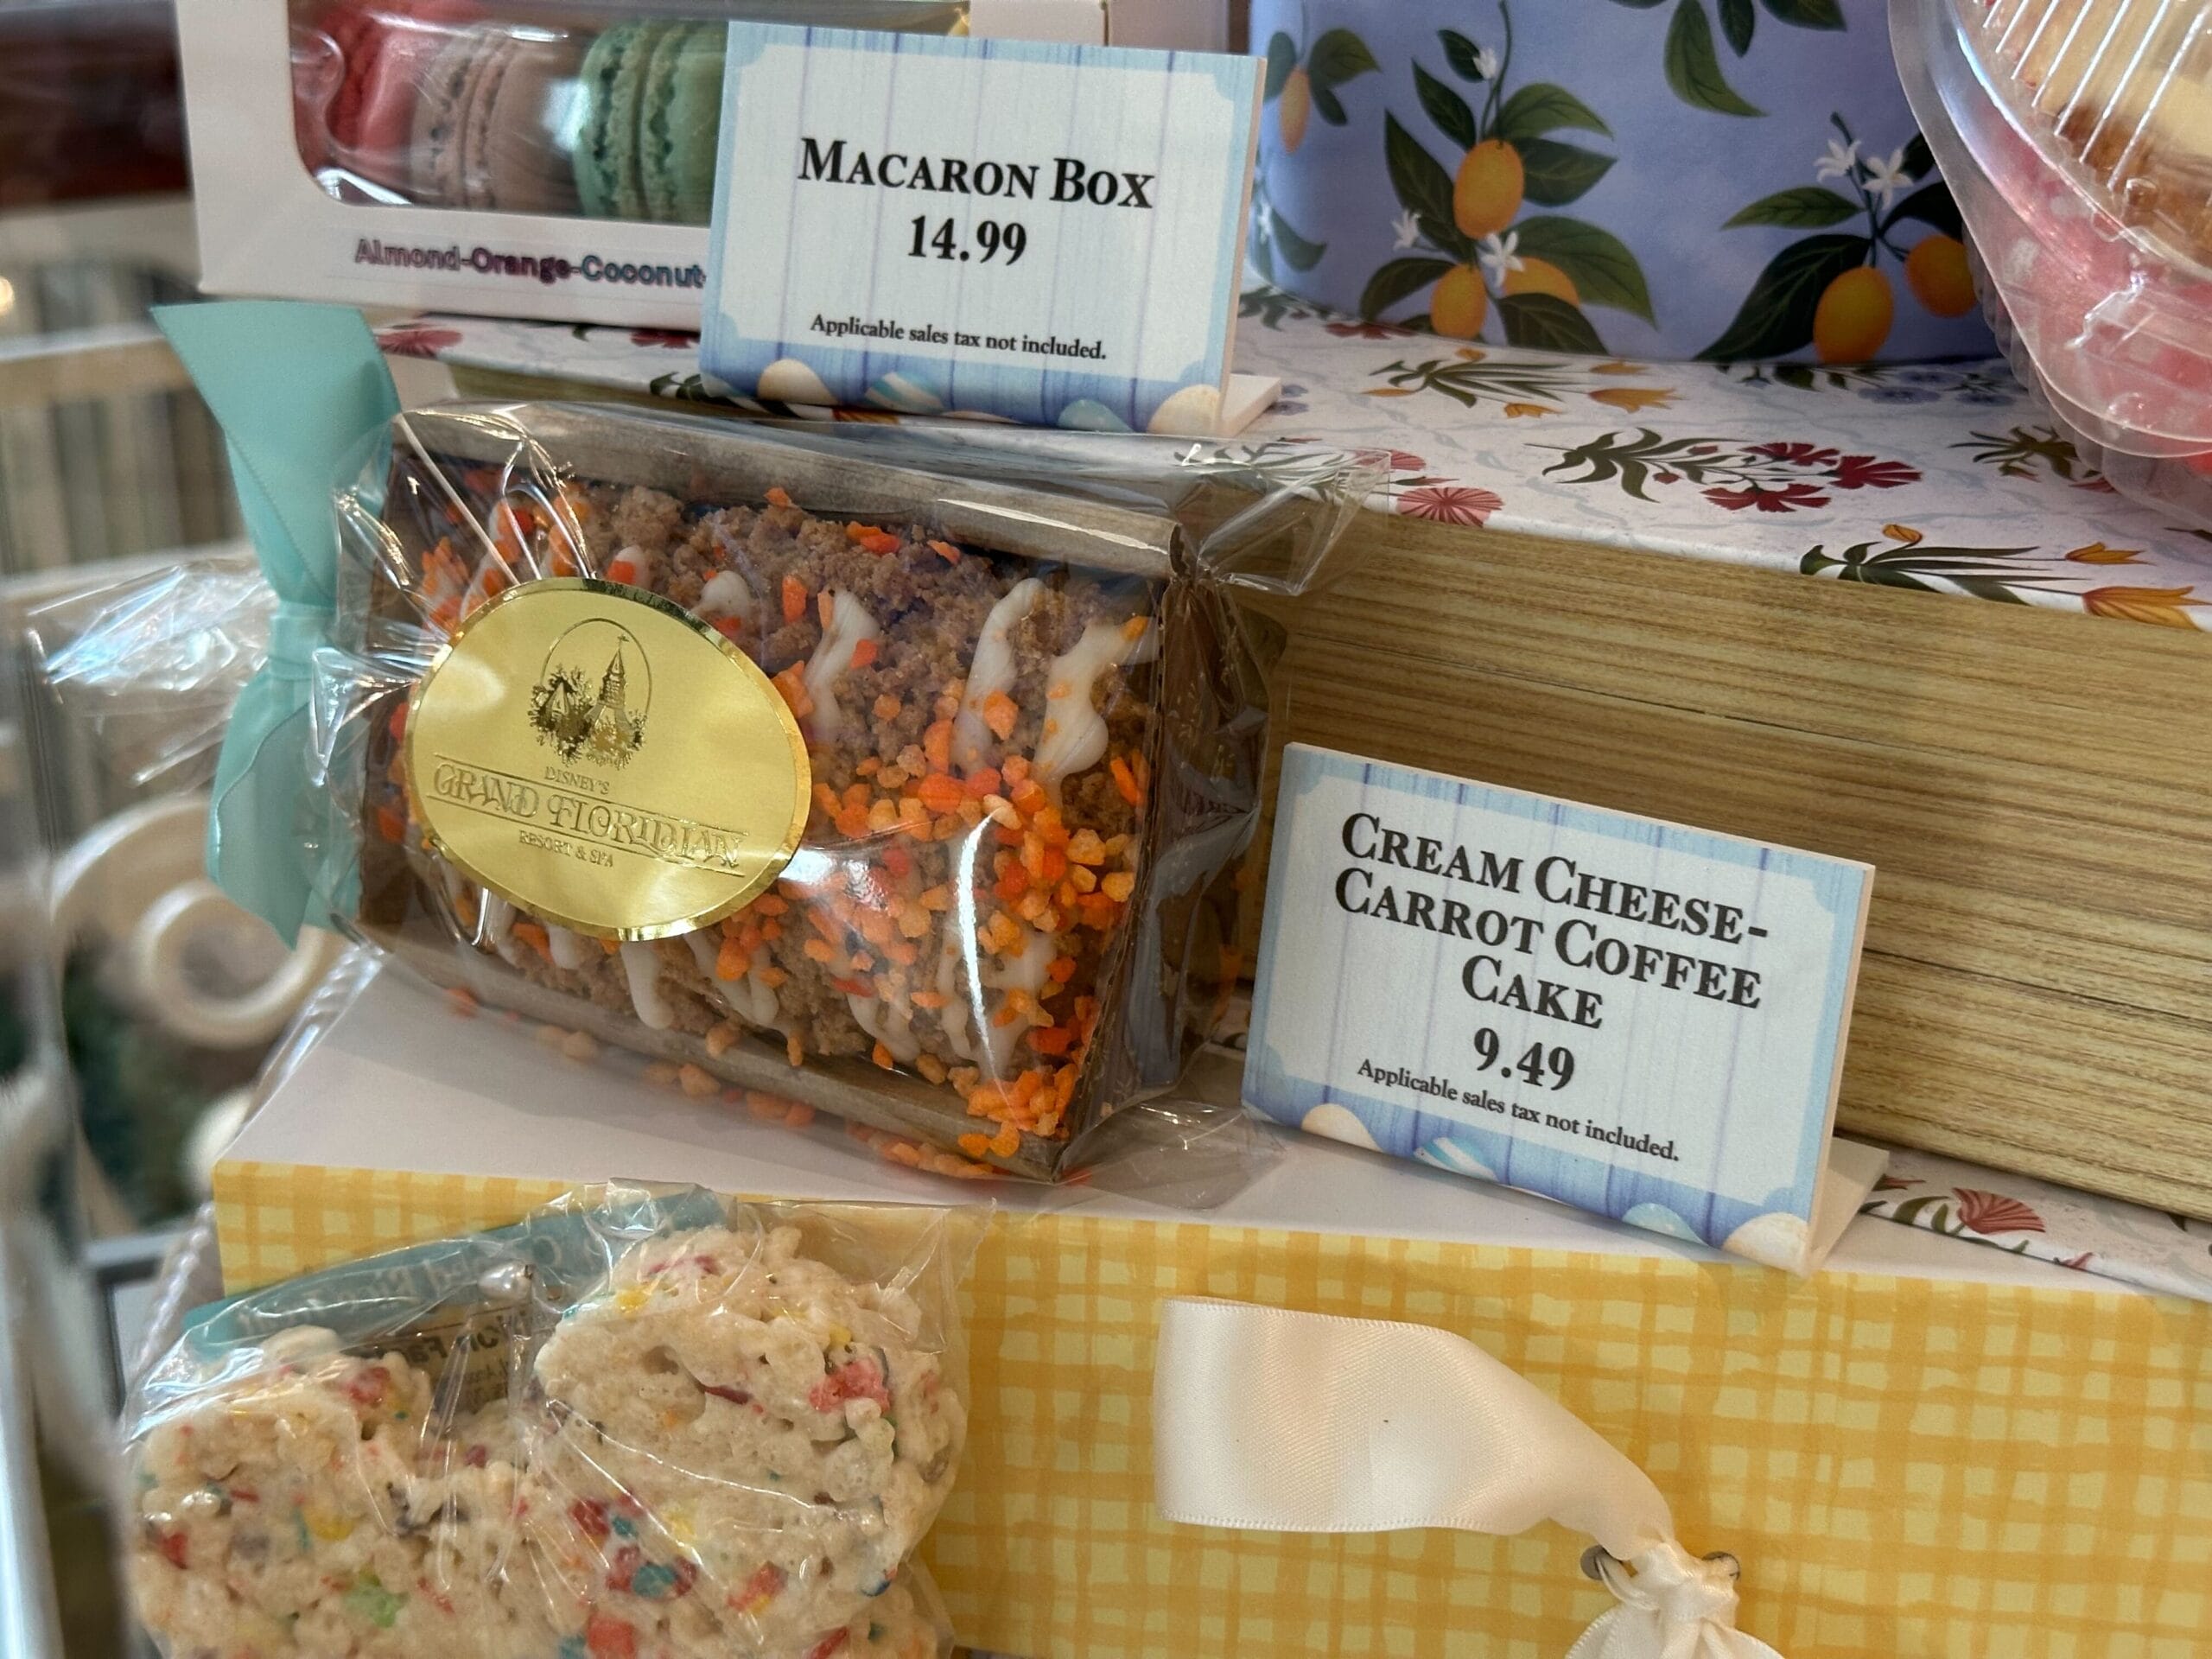 MACARON BOX
14.99
Applicable sales tax not included.
Almond-Orange-Coconut-
DISNEY'S
GRAND FLORIDIAN
RESORT & SPA
CREAM CHEESE-
CARROT COFFEE
CAKE
9.49
Applicable sales tax not included.